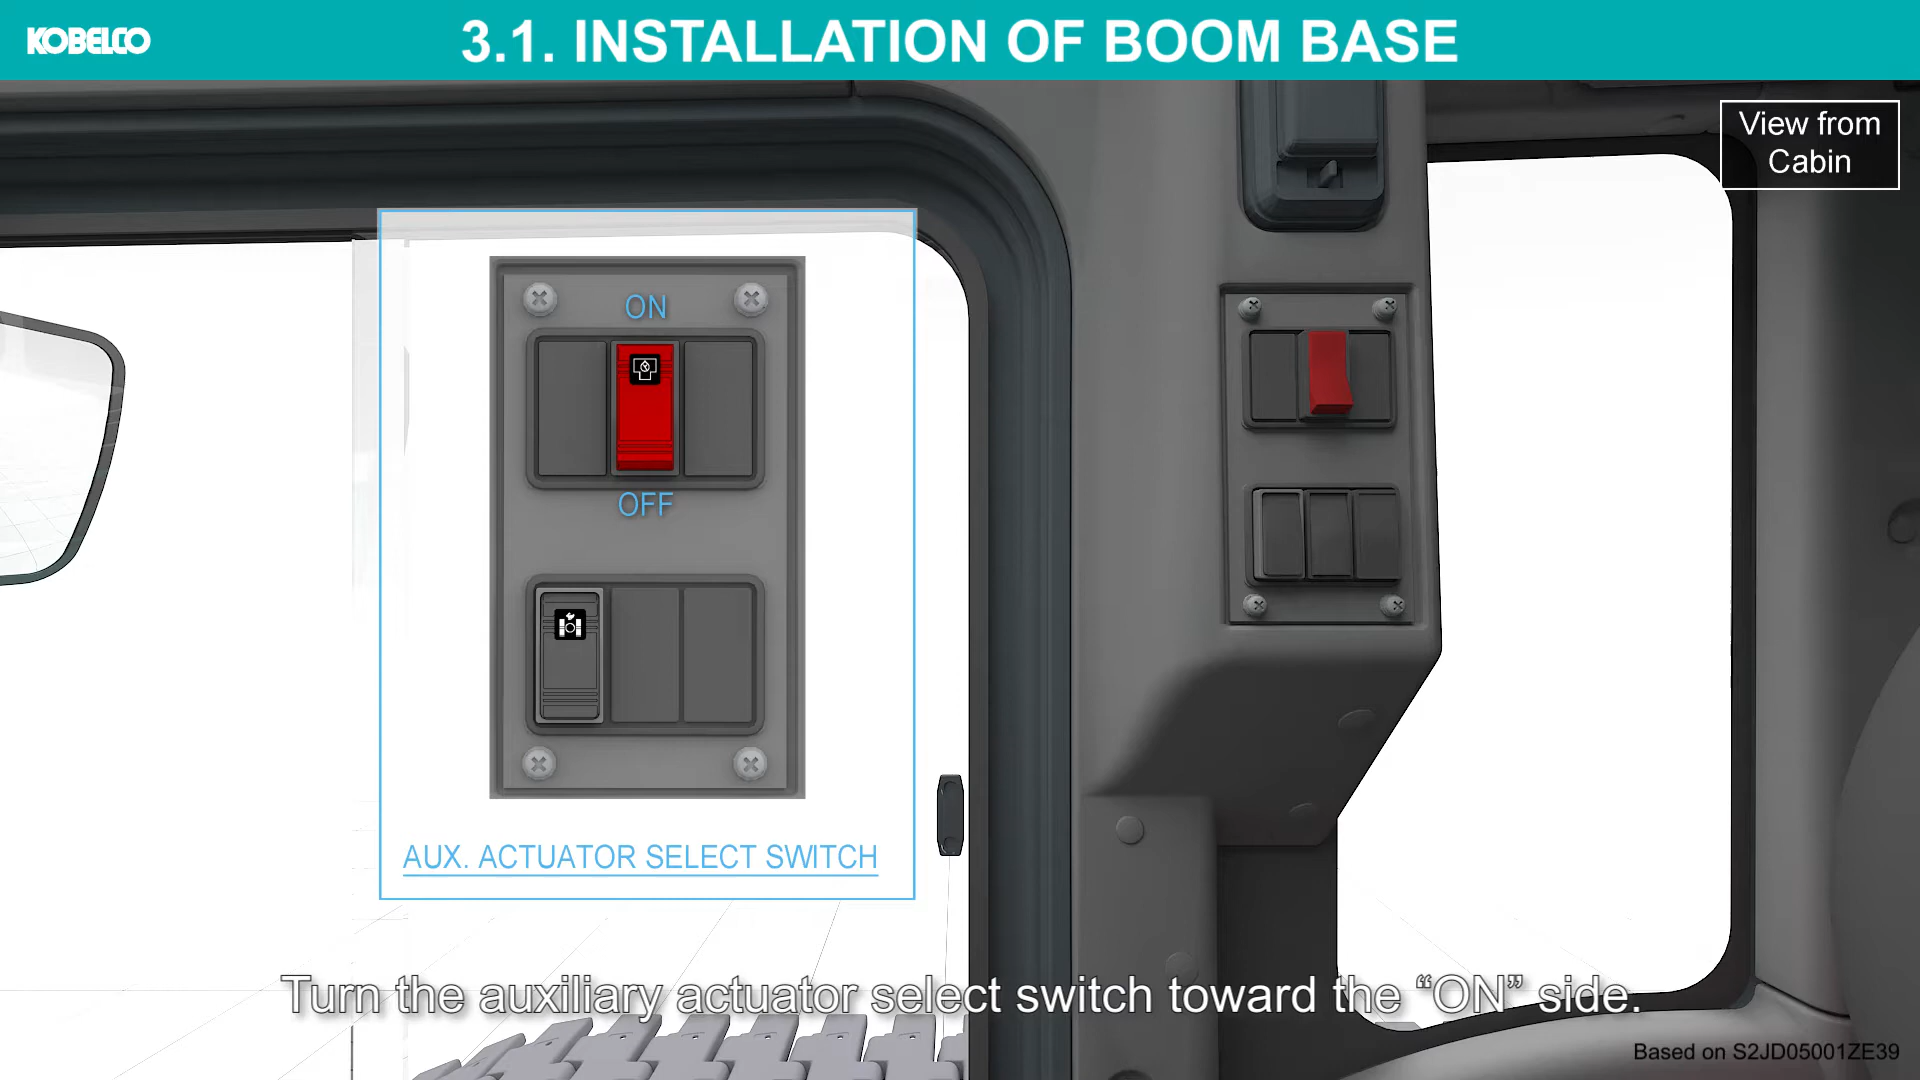 KOBELCO
3.1. INSTALLATION OF BOOM BASE
View from
Cabin
ON
OFF
AUX. ACTUATOR SELECT SWITCH
Turn the auxiliary actuator select switch toward the “ON” side.
Based on S2JD05001ZE39